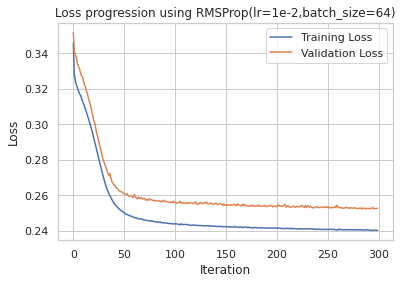 Loss progression using RMSProp(lr=1e-2,batch_size=64)
Training Loss
Validation Loss
0.34
0.32
0.30
0.28
0.26
0.24
Loss
0
50
100
150
200
250
300
Iteration